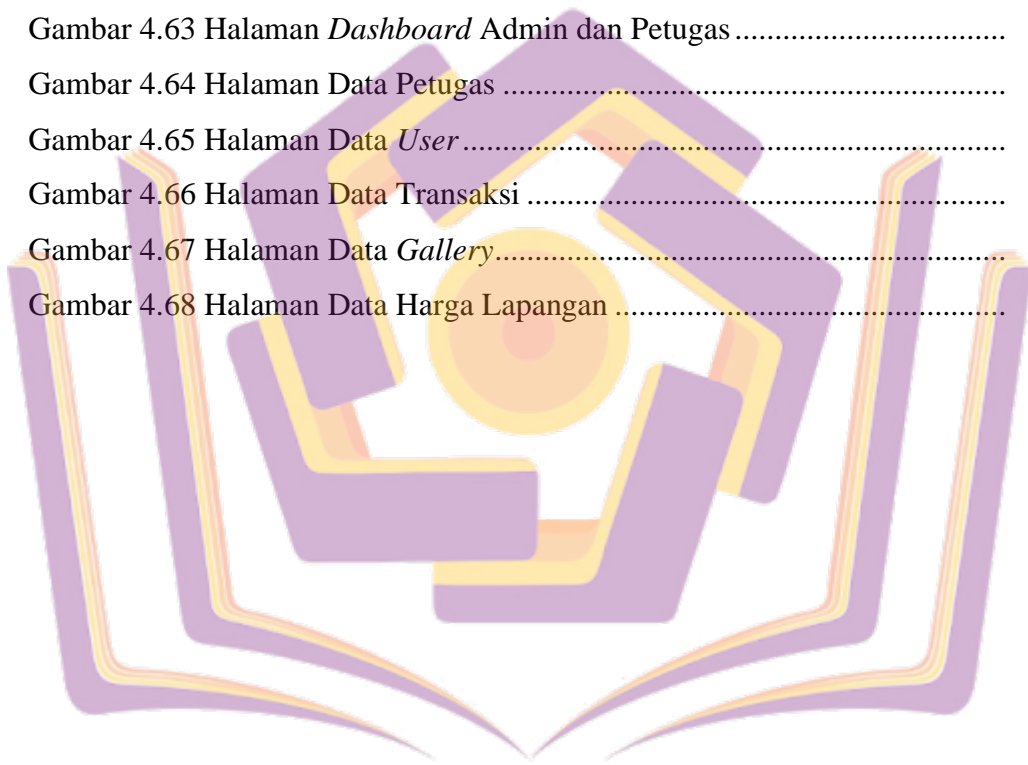 Gambar 4.63 Halaman Dashboard Admin dan Petugas..................................
Gambar 4.64 Halaman Data Petugas ...............................................................
Gambar 4.65 Halaman Data User....................................................................
Gambar 4.66 Halaman Data Transaksi ............................................................
Gambar 4.67 Halaman Data Gallery................................................................
Gambar 4.68 Halaman Data Harga Lapangan .................................................